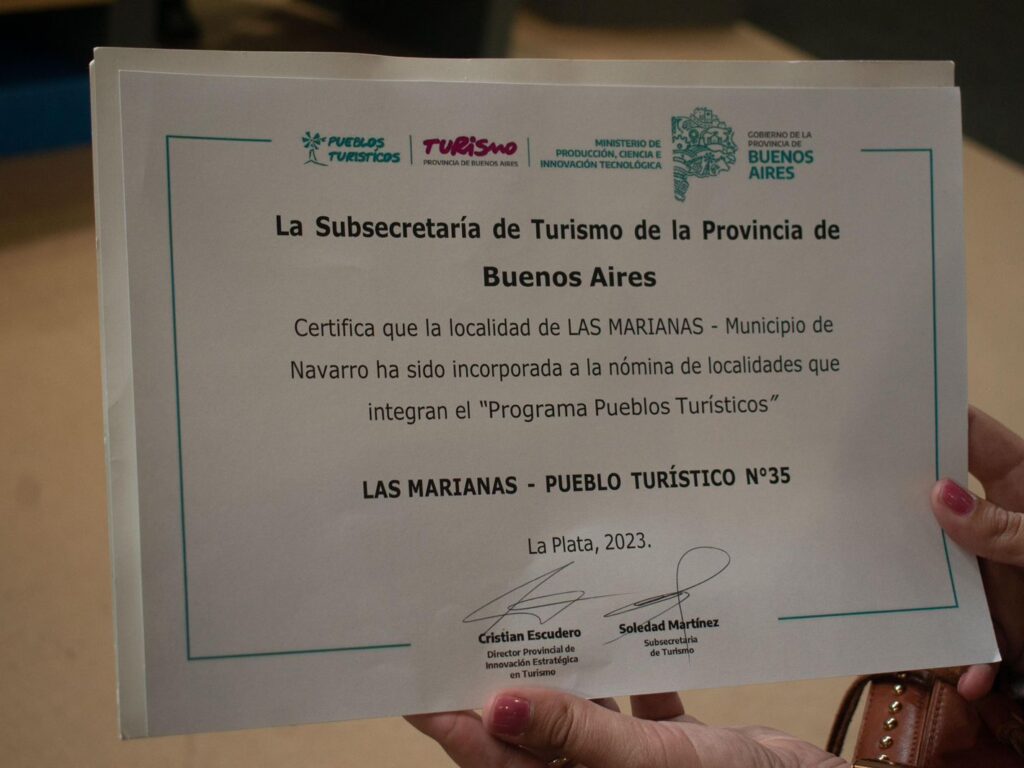 PUEBLOS
TURISTICOS
TURISMO
PROVINCIA DE BUENOS AIRES
MINISTERIO DE
PRODUCCIÓN, CIENCIA E
INNOVACIÓN TECNOLÓGICA
GOBIERNO DE LA
PROVINCIA DE
BUENOS
AIRES
La Subsecretaría de Turismo de la Provincia de
Buenos Aires
Certifica que la localidad de LAS MARIANAS - Municipio de
Navarro ha sido incorporada a la nómina de localidades que
integran el "Programa Pueblos Turísticos"
LAS MARIANAS - PUEBLO TURÍSTICO N°35
La Plata, 2023.
Cristian Escudero
Director Provincial de
Innovación Estratégica
en Turismo
Soledad Martínez
Subsecretaria
de Turismo